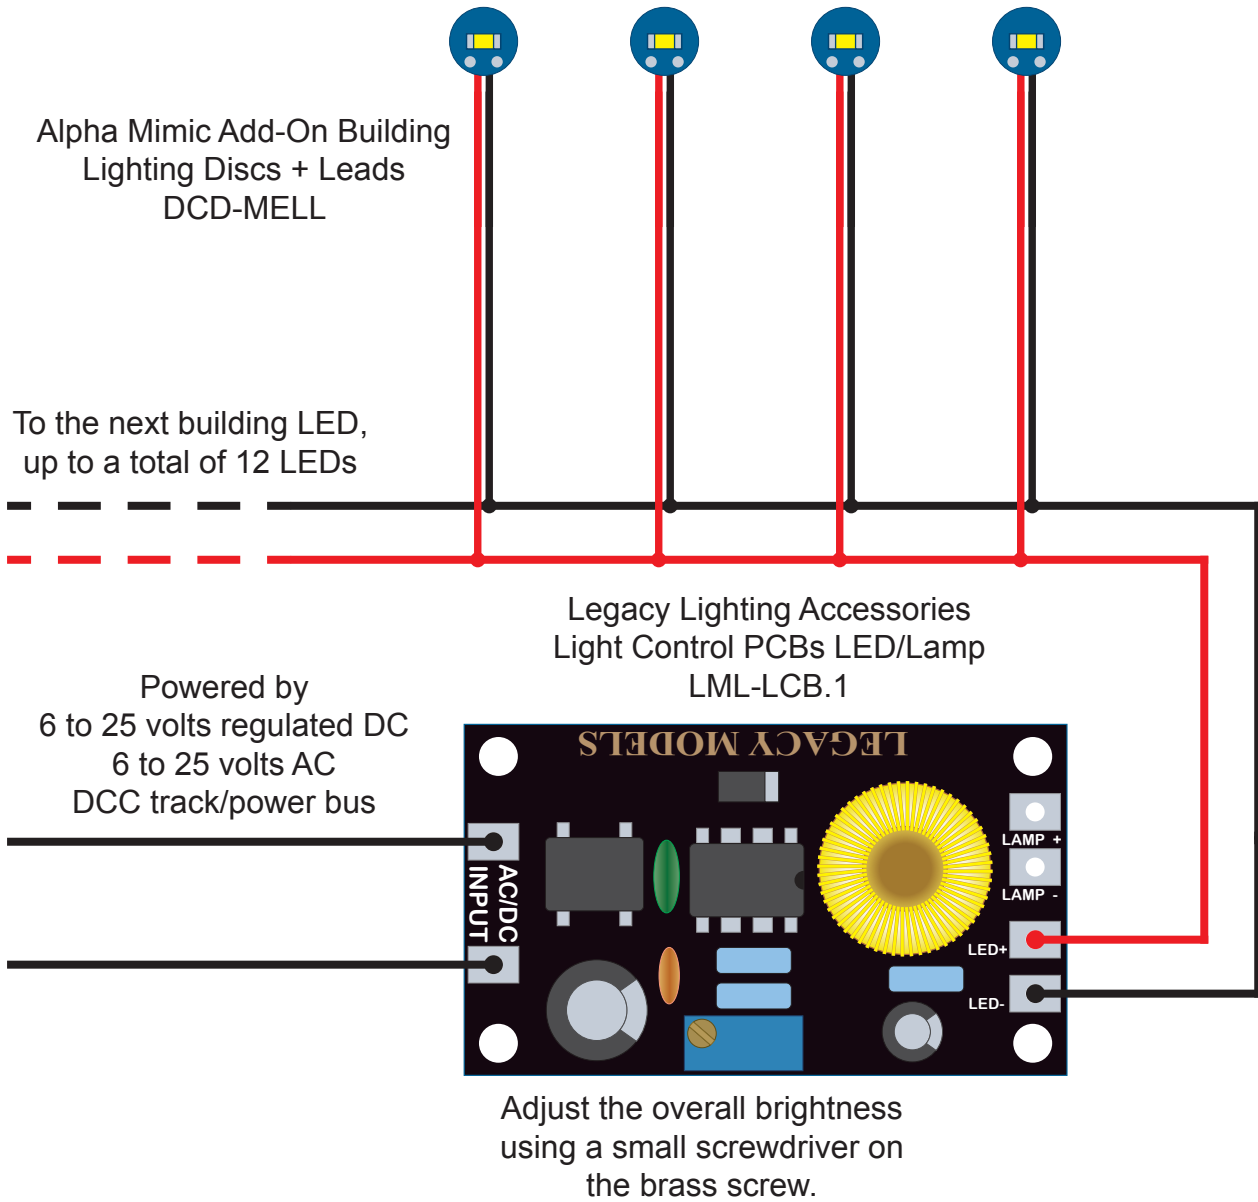 Alpha Mimic Add-On Building
Lighting Discs + Leads
DCD-MELL
To the next building LED,
up to a total of 12 LEDs
Legacy Lighting Accessories
Light Control PCBs LED/Lamp
LML-LCB.1
Powered by
6 to 25 volts regulated DC
6 to 25 volts AC
DCC track/power bus
LEGACY MODELS
AC/DC
INPUT
LAMP +
LAMP -
LED+
LED-
Adjust the overall brightness
using a small screwdriver on
the brass screw.